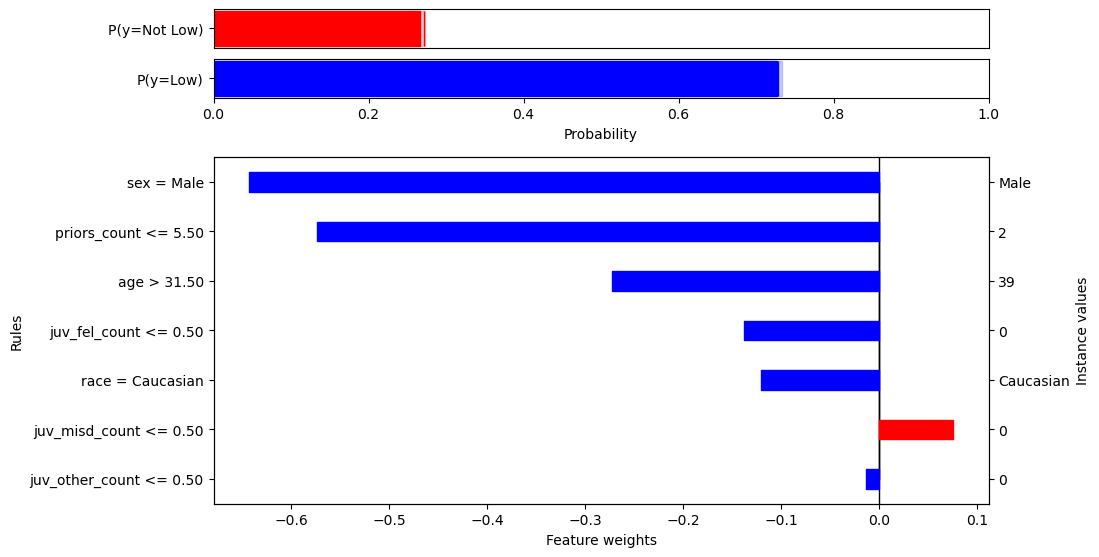 P(y=Not Low)
P(y=Low)
0.0 0.2 0.4 0.6 0.8 1.0
Probability
Rules
sex = Male Male
priors_count <= 5.50 2
age > 31.50 39
juv_fel_count <= 0.50 0
race = Caucasian Caucasian
juv_misd_count <= 0.50 0
juv_other_count <= 0.50 0
Instance values
−0.6 −0.5 −0.4 −0.3 −0.2 −0.1 0.0 0.1
Feature weights